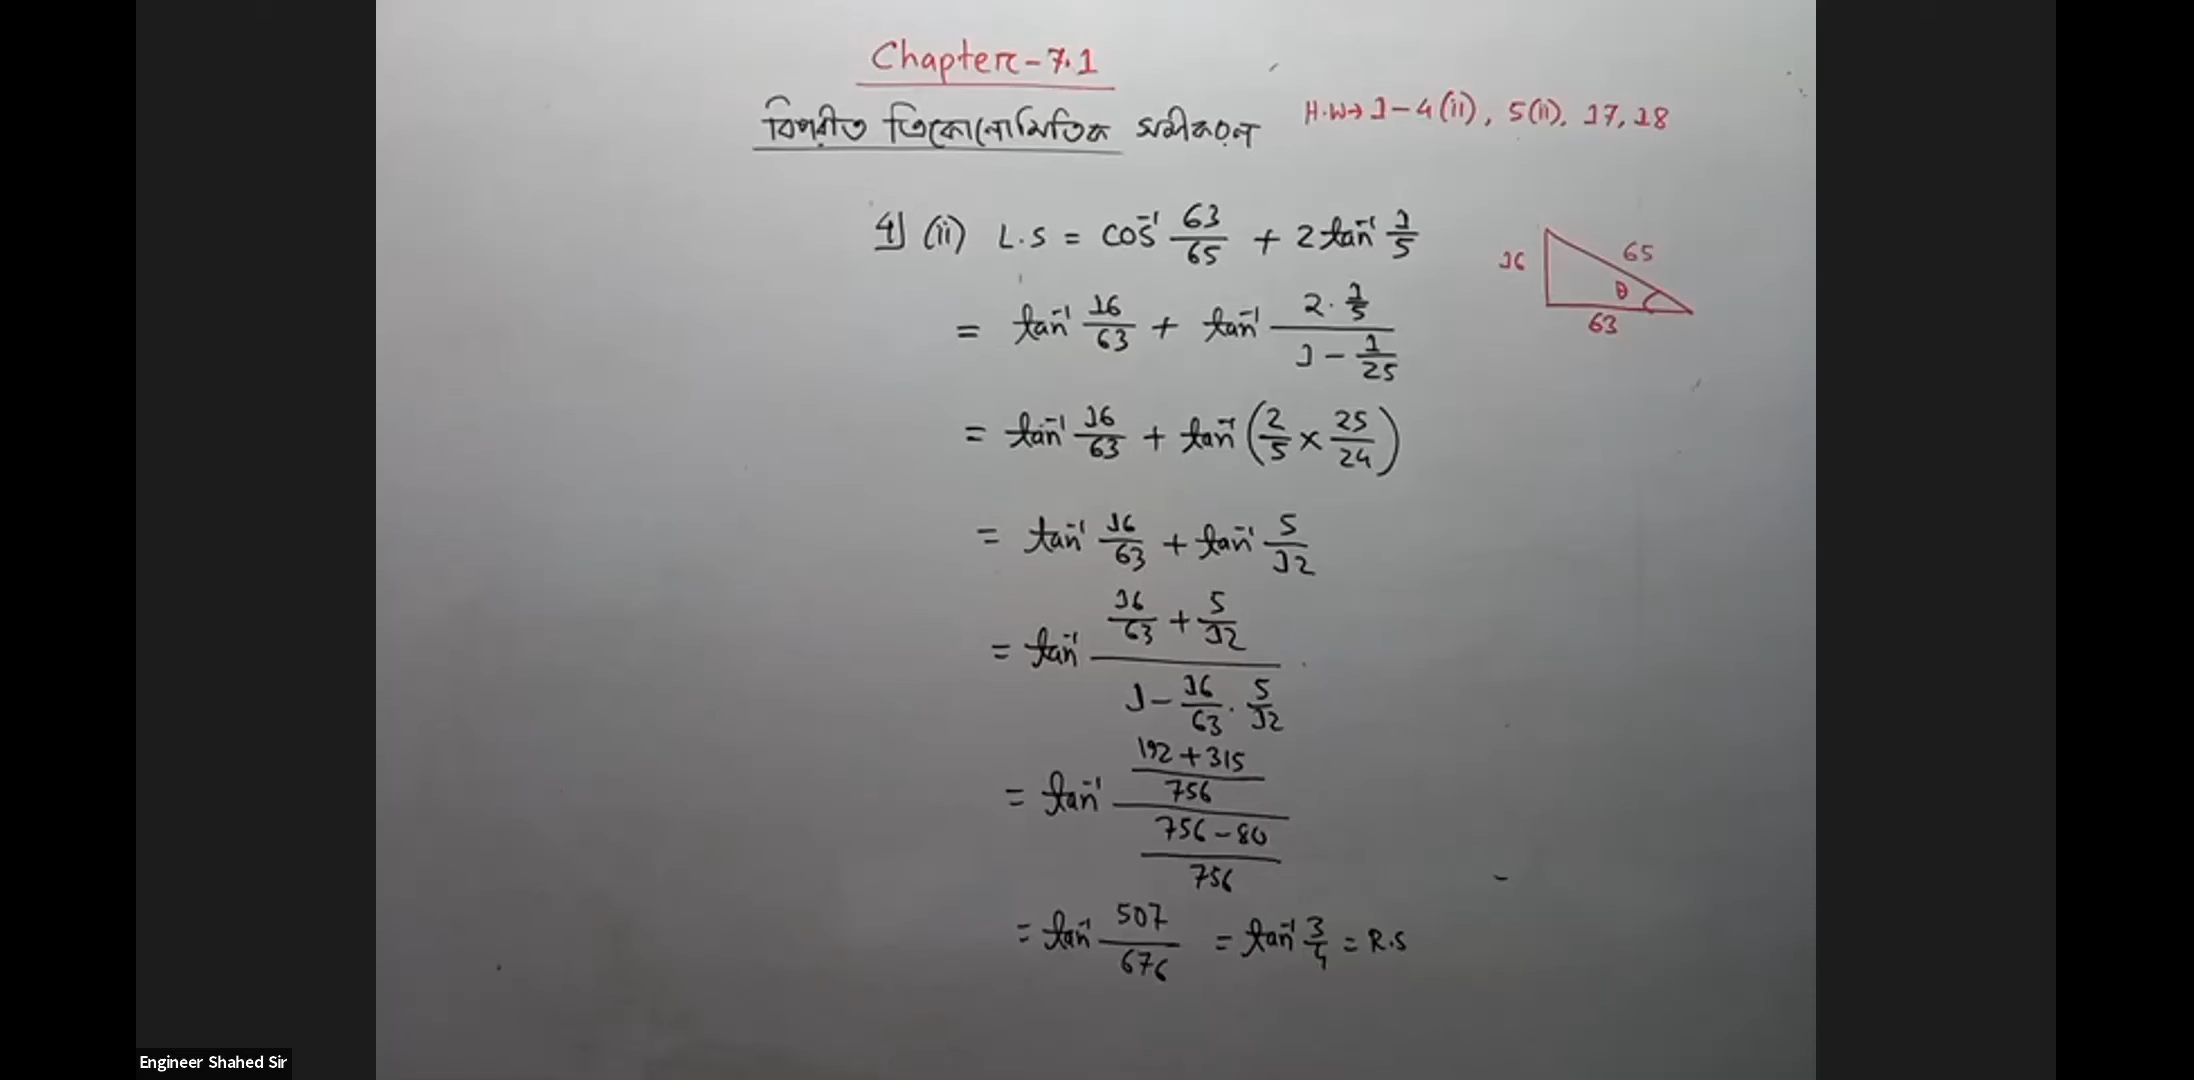 Chapter-7.1
বিপরীত ত্রিকোনোমিতিক সমীকরণ
H.W→ 1-4(ii), 5(ii), 17, 18
4) (ii) L.S = cos⁻¹ 63/65 + 2 tan⁻¹ 1/5
= tan⁻¹ 16/63 + tan⁻¹ (2·1/5)/(1 - 1/25)
= tan⁻¹ 16/63 + tan⁻¹ (2/5 × 25/24)
= tan⁻¹ 16/63 + tan⁻¹ 5/12
= tan⁻¹ (16/63 + 5/12)/(1 - 16/63 · 5/12)
= tan⁻¹ ((192+315)/756)/((756-80)/756)
= tan⁻¹ 507/676 = tan⁻¹ 3/4 = R.S
16
65
θ
63
Engineer Shahed Sir